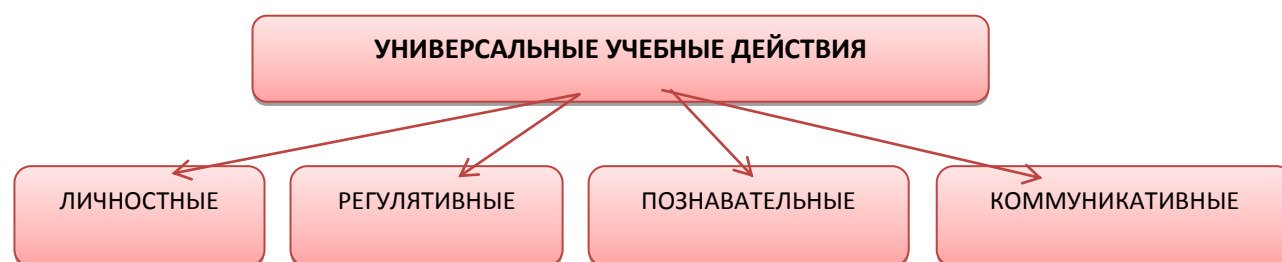 УНИВЕРСАЛЬНЫЕ УЧЕБНЫЕ ДЕЙСТВИЯ
ЛИЧНОСТНЫЕ
РЕГУЛЯТИВНЫЕ
ПОЗНАВАТЕЛЬНЫЕ
КОММУНИКАТИВНЫЕ